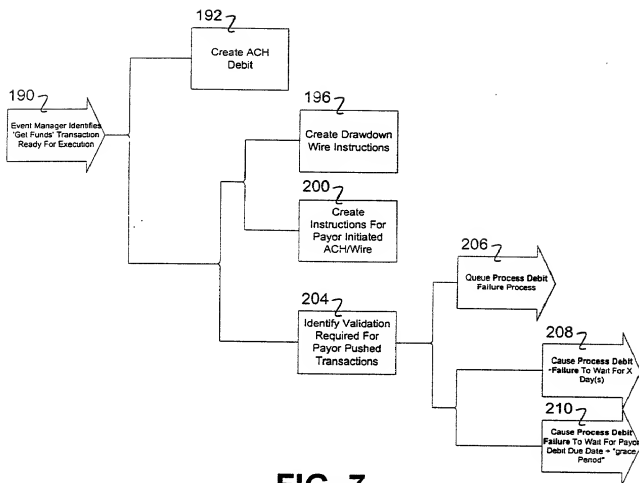 192
Create ACH
Debit
190
Event Manager Identifies
'Get Funds' Transaction
Ready For Execution
196
Create Drawdown
Wire Instructions
200
Create
Instructions For
Payor Initiated
ACH/Wire
204
Identify Validation
Required For
Payor Pushed
Transactions
206
Queue Process Debit
Failure Process
208
Cause Process Debit
-Failure To Wait For X
Day(s)
210
Cause Process Debit
Failure To Wait For Payor
Debit Due Date + "grace
Period"